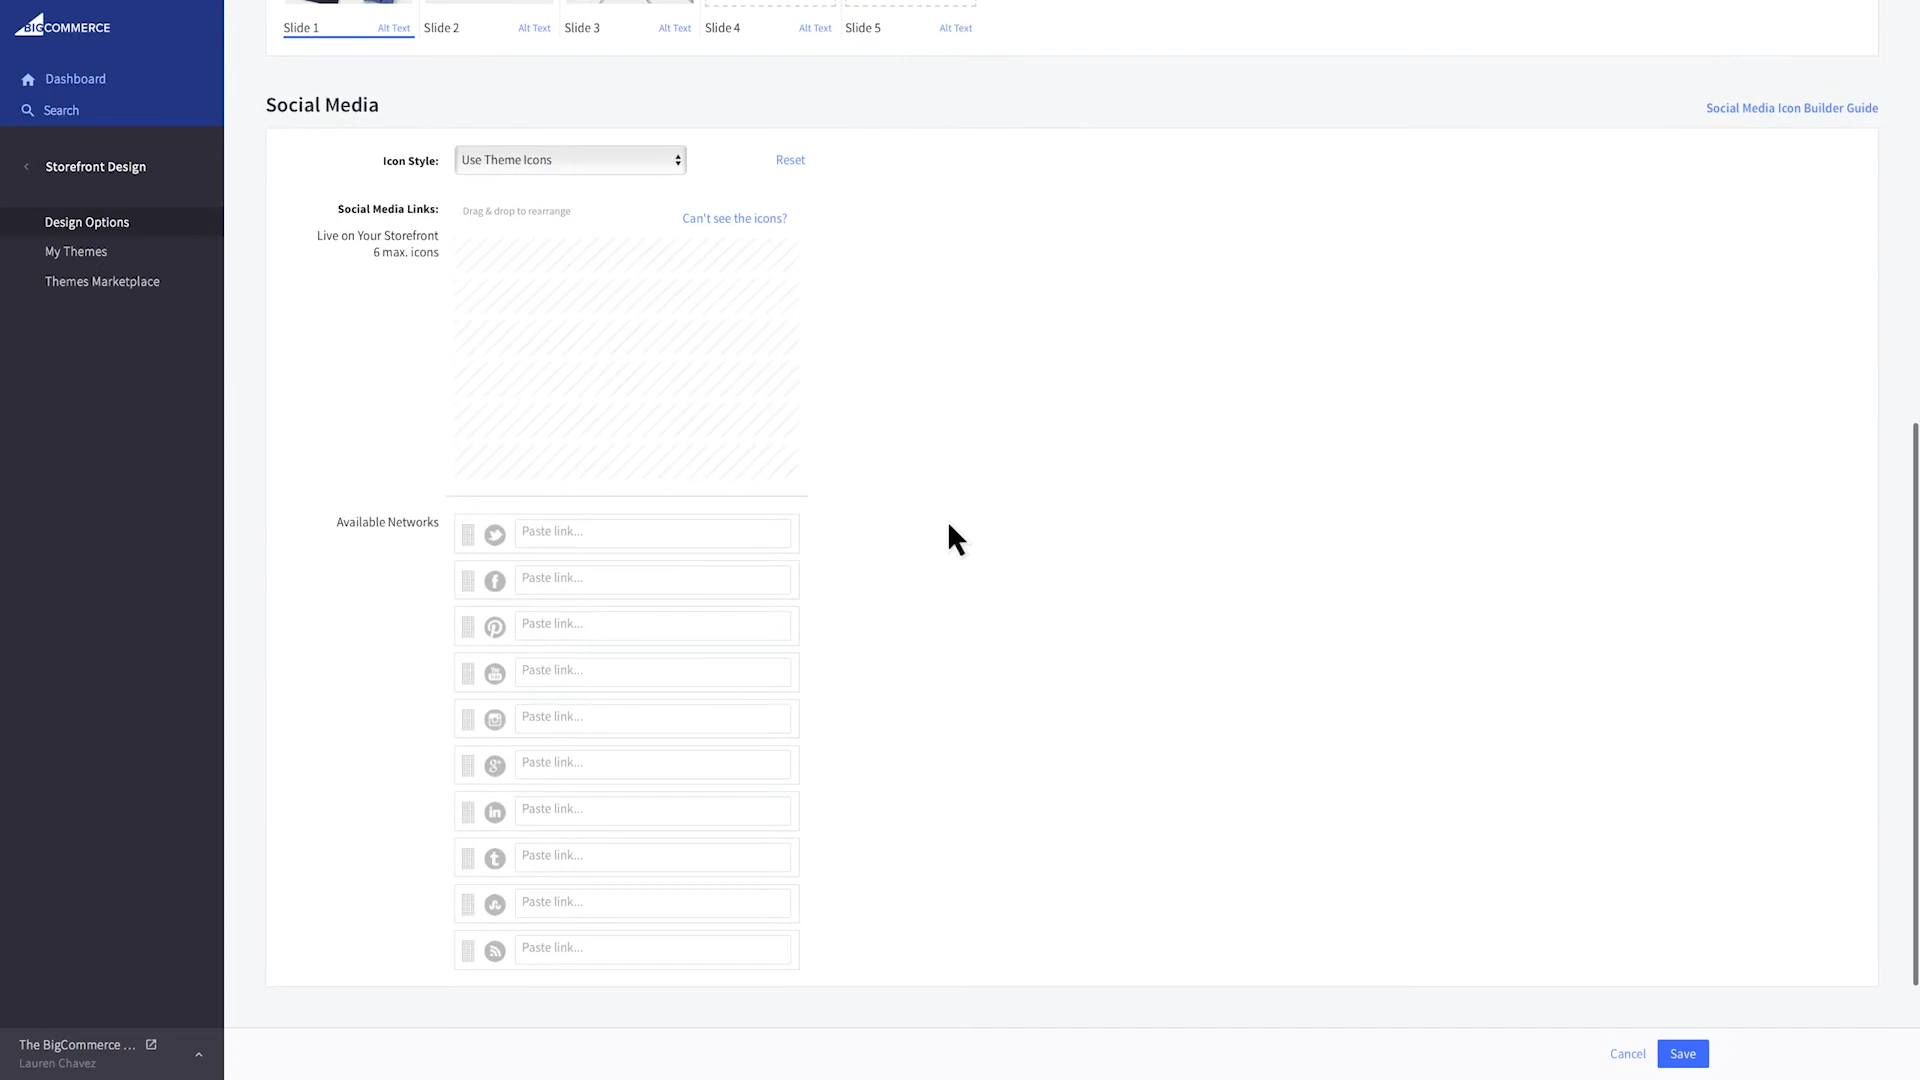 BIGCOMMERCE
Dashboard
Search
Storefront Design
Design Options
My Themes
Themes Marketplace
The BigCommerce ...
Lauren Chavez
Slide 1 Alt Text Slide 2 Alt Text Slide 3 Alt Text Slide 4 Alt Text Slide 5 Alt Text
Social Media
Social Media Icon Builder Guide
Icon Style: Use Theme Icons Reset
Social Media Links: Drag & drop to rearrange Can't see the icons?
Live on Your Storefront
6 max. icons
Available Networks
Paste link...
Paste link...
Paste link...
You Tube Paste link...
Paste link...
g+ Paste link...
in Paste link...
t Paste link...
Paste link...
Paste link...
Cancel Save